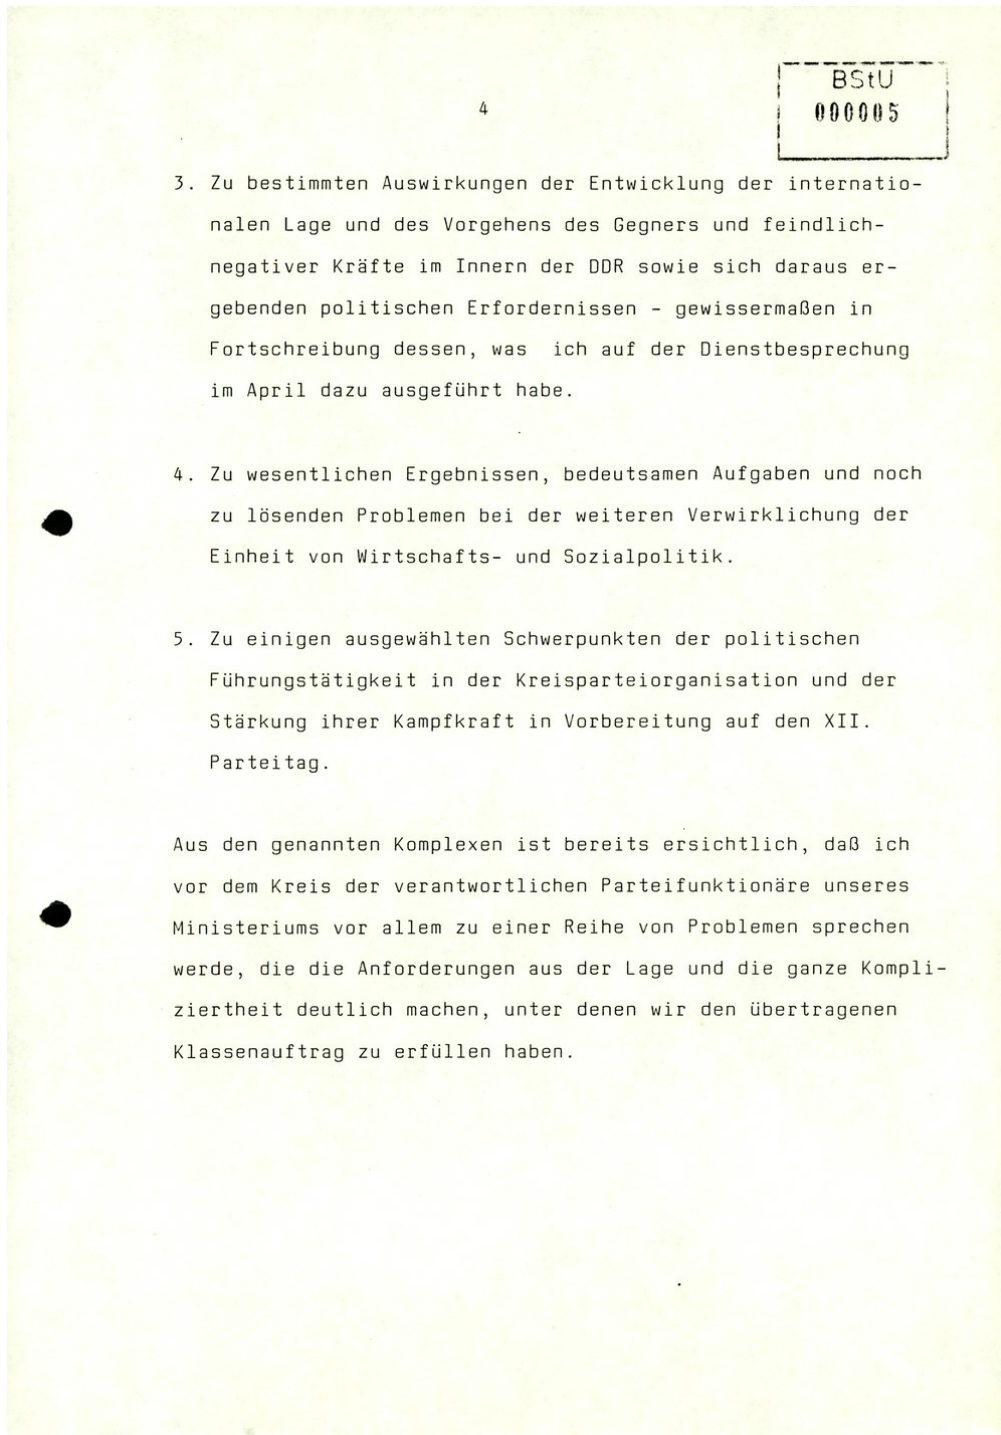 BStU
000005
4
3. Zu bestimmten Auswirkungen der Entwicklung der internatio-
nalen Lage und des Vorgehens des Gegners und feindlich-
negativer Kräfte im Innern der DDR sowie sich daraus er-
gebenden politischen Erfordernissen - gewissermaßen in
Fortschreibung dessen, was ich auf der Dienstbesprechung
im April dazu ausgeführt habe.
4. Zu wesentlichen Ergebnissen, bedeutsamen Aufgaben und noch
zu lösenden Problemen bei der weiteren Verwirklichung der
Einheit von Wirtschafts- und Sozialpolitik.
5. Zu einigen ausgewählten Schwerpunkten der politischen
Führungstätigkeit in der Kreisparteiorganisation und der
Stärkung ihrer Kampfkraft in Vorbereitung auf den XII.
Parteitag.
Aus den genannten Komplexen ist bereits ersichtlich, daß ich
vor dem Kreis der verantwortlichen Parteifunktionäre unseres
Ministeriums vor allem zu einer Reihe von Problemen sprechen
werde, die die Anforderungen aus der Lage und die ganze Kompli-
ziertheit deutlich machen, unter denen wir den übertragenen
Klassenauftrag zu erfüllen haben.